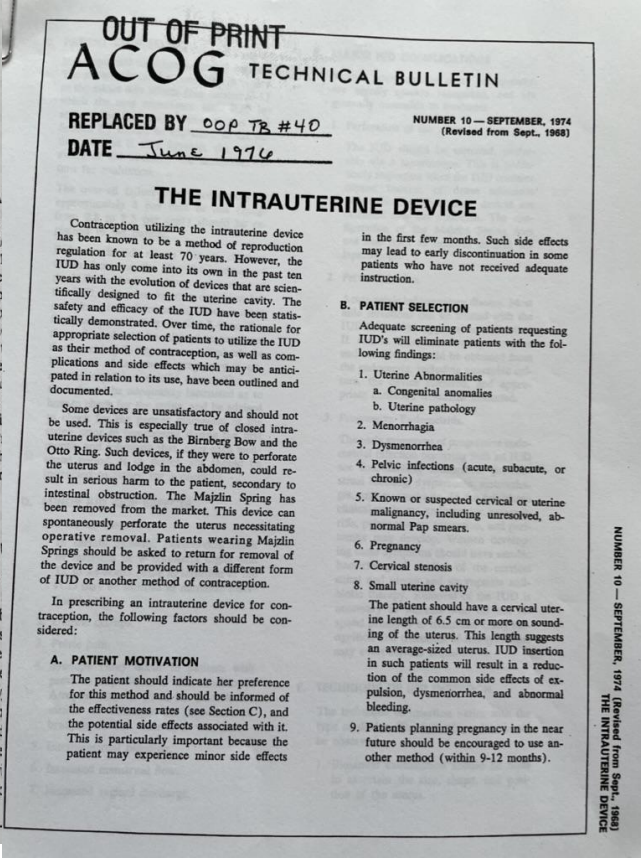 OUT OF PRINT
ACOG TECHNICAL BULLETIN
REPLACED BY OOP TB #40
DATE June 1976
NUMBER 10 — SEPTEMBER, 1974
(Revised from Sept., 1968)
THE INTRAUTERINE DEVICE
Contraception utilizing the intrauterine device
has been known to be a method of reproduction
regulation for at least 70 years. However, the
IUD has only come into its own in the past ten
years with the evolution of devices that are scien-
tifically designed to fit the uterine cavity. The
safety and efficacy of the IUD have been statis-
tically demonstrated. Over time, the rationale for
appropriate selection of patients to utilize the IUD
as their method of contraception, as well as com-
plications and side effects which may be antici-
pated in relation to its use, have been outlined and
documented.
Some devices are unsatisfactory and should not
be used. This is especially true of closed intra-
uterine devices such as the Birnberg Bow and the
Otto Ring. Such devices, if they were to perforate
the uterus and lodge in the abdomen, could re-
sult in serious harm to the patient, secondary to
intestinal obstruction. The Majzlin Spring has
been removed from the market. This device can
spontaneously perforate the uterus necessitating
operative removal. Patients wearing Majzlin
Springs should be asked to return for removal of
the device and be provided with a different form
of IUD or another method of contraception.
In prescribing an intrauterine device for con-
traception, the following factors should be con-
sidered:
A. PATIENT MOTIVATION
The patient should indicate her preference
for this method and should be informed of
the effectiveness rates (see Section C), and
the potential side effects associated with it.
This is particularly important because the
patient may experience minor side effects
in the first few months. Such side effects
may lead to early discontinuation in some
patients who have not received adequate
instruction.
B. PATIENT SELECTION
Adequate screening of patients requesting
IUD's will eliminate patients with the fol-
lowing findings:
1. Uterine Abnormalities
a. Congenital anomalies
b. Uterine pathology
2. Menorrhagia
3. Dysmenorrhea
4. Pelvic infections (acute, subacute, or
chronic)
5. Known or suspected cervical or uterine
malignancy, including unresolved, ab-
normal Pap smears.
6. Pregnancy
7. Cervical stenosis
8. Small uterine cavity
The patient should have a cervical uter-
ine length of 6.5 cm or more on sound-
ing of the uterus. This length suggests
an average-sized uterus. IUD insertion
in such patients will result in a reduc-
tion of the common side effects of ex-
pulsion, dysmenorrhea, and abnormal
bleeding.
9. Patients planning pregnancy in the near
future should be encouraged to use an-
other method (within 9-12 months).
NUMBER 10 — SEPTEMBER, 1974 (Revised from Sept., 1968)
THE INTRAUTERINE DEVICE